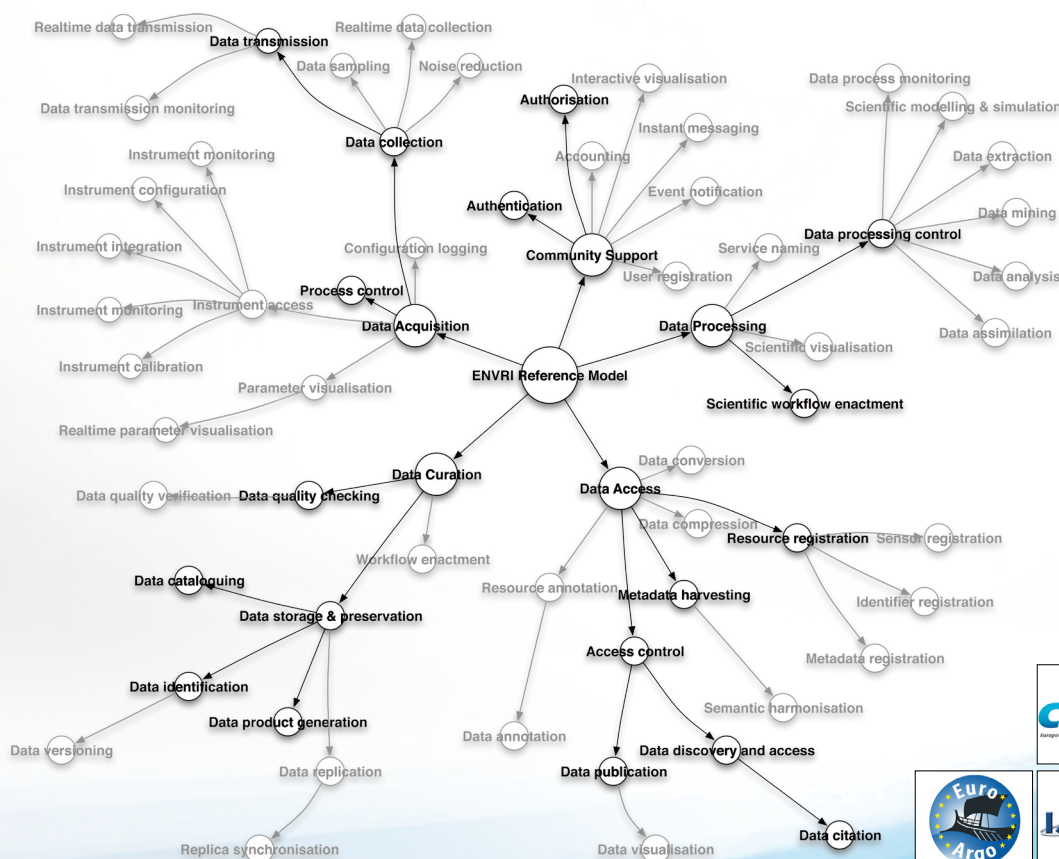 Realtime data transmission
Data transmission
Realtime data collection
Data sampling
Noise reduction
Data transmission monitoring
Data collection
Interactive visualisation
Authorisation
Instant messaging
Accounting
Event notification
Authentication
Community Support
User registration
Data process monitoring
Scientific modelling & simulation
Data extraction
Data mining
Data processing control
Data analysis
Data assimilation
Service naming
Data Processing
Scientific visualisation
Scientific workflow enactment
Instrument monitoring
Instrument configuration
Instrument integration
Instrument monitoring
Instrument access
Instrument calibration
Configuration logging
Process control
Data Acquisition
Parameter visualisation
Realtime parameter visualisation
ENVRI Reference Model
Data Curation
Data quality verification
Data quality checking
Workflow enactment
Data cataloguing
Data storage & preservation
Data identification
Data product generation
Data versioning
Data replication
Replica synchronisation
Data conversion
Data Access
Data compression
Resource registration
Sensor registration
Identifier registration
Metadata registration
Resource annotation
Metadata harvesting
Access control
Semantic harmonisation
Data annotation
Data discovery and access
Data publication
Data citation
Data visualisation
Euro
Argo